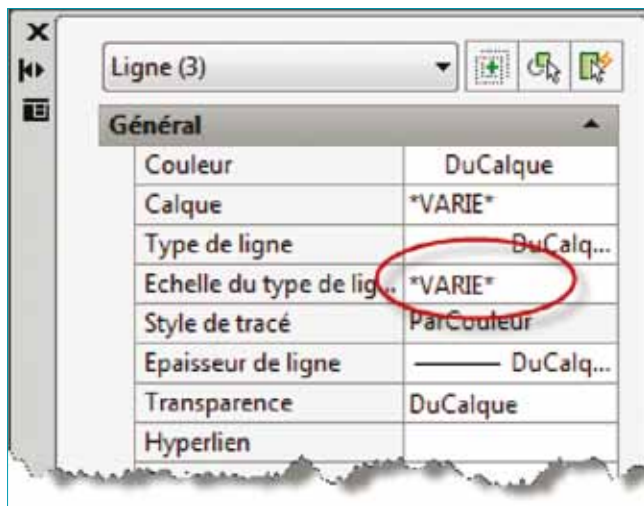 Ligne (3)
Général
Couleur DuCalque
Calque *VARIE*
Type de ligne DuCalq...
Echelle du type de lig... *VARIE*
Style de tracé ParCouleur
Epaisseur de ligne DuCalq...
Transparence DuCalque
Hyperlien